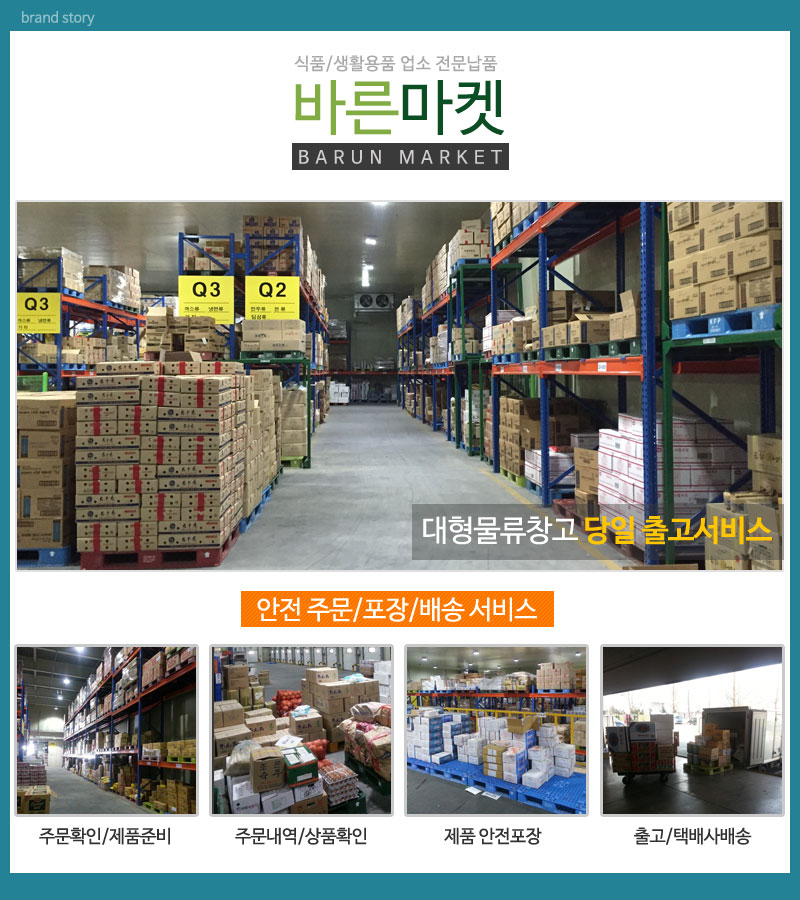 brand story
식품/생활용품 업소 전문납품
바른마켓
BARUN MARKET
Q3
Q3
Q2
대형물류창고 당일 출고서비스
안전 주문/포장/배송 서비스
주문확인/제품준비
주문내역/상품확인
제품 안전포장
출고/택배사배송